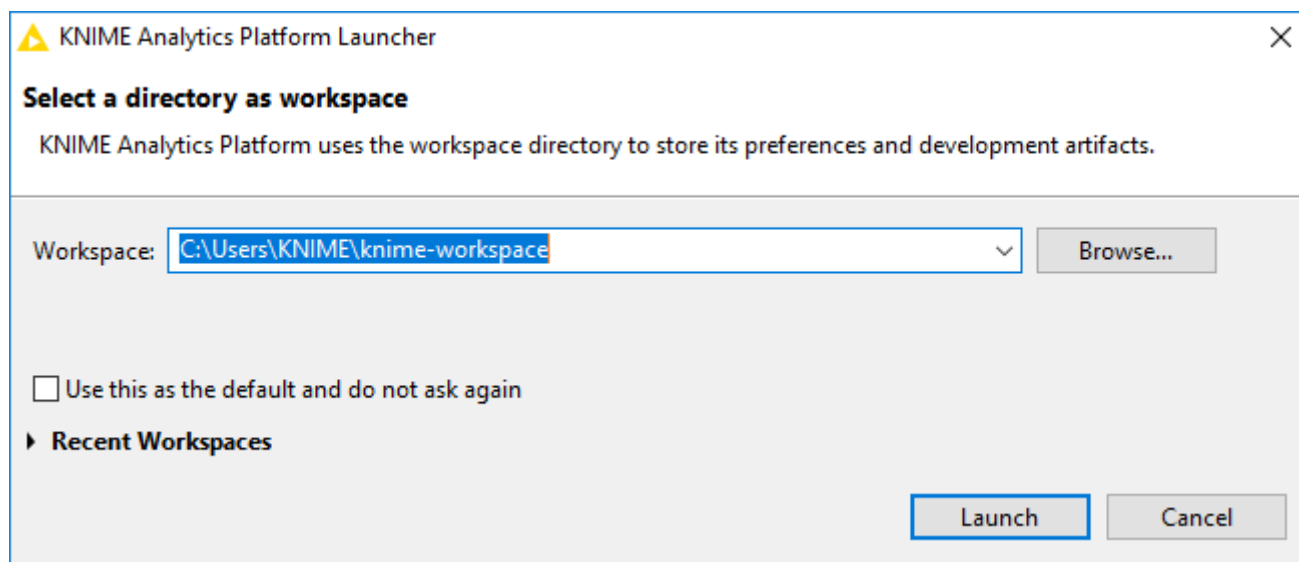 KNIME Analytics Platform Launcher
Select a directory as workspace
KNIME Analytics Platform uses the workspace directory to store its preferences and development artifacts.
Workspace: C:\Users\KNIME\knime-workspace Browse...
Use this as the default and do not ask again
Recent Workspaces
Launch Cancel